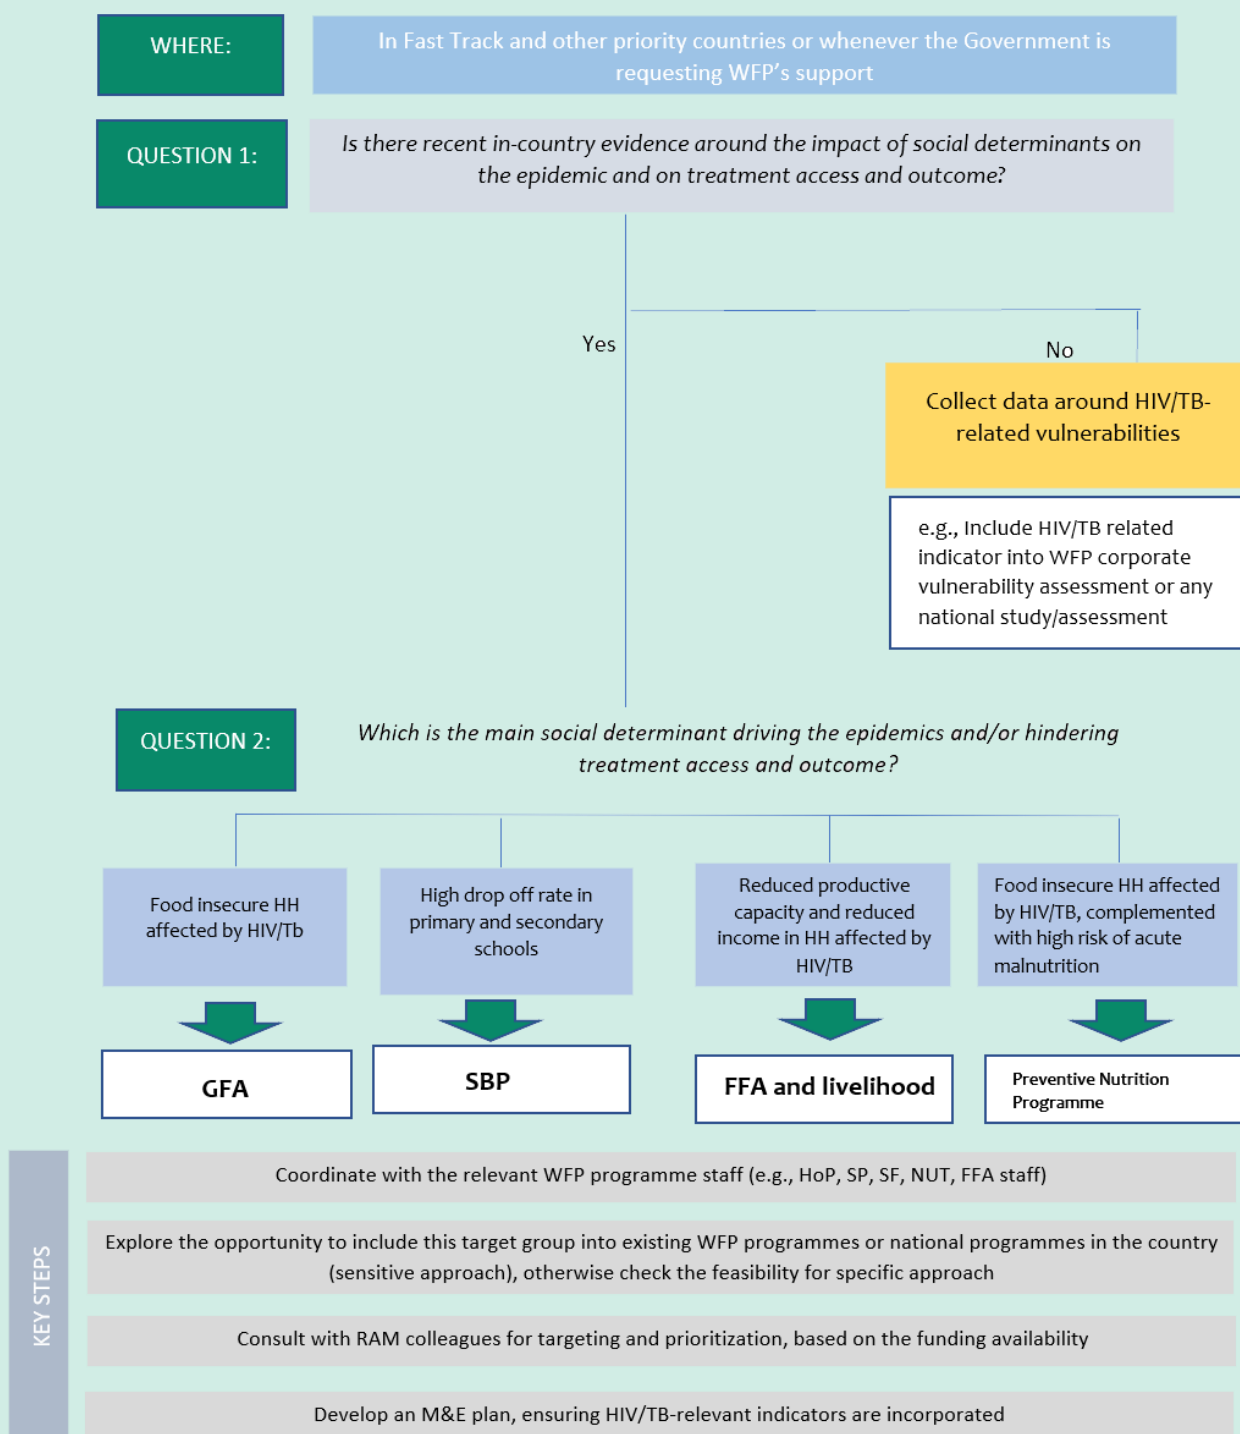 WHERE:
In Fast Track and other priority countries or whenever the Government is
requesting WFP's support
QUESTION 1:
Is there recent in-country evidence around the impact of social determinants on
the epidemic and on treatment access and outcome?
Yes
No
Collect data around HIV/TB-
related vulnerabilities
e.g., Include HIV/TB related
indicator into WFP corporate
vulnerability assessment or any
national study/assessment
QUESTION 2:
Which is the main social determinant driving the epidemics and/or hindering
treatment access and outcome?
Food insecure HH
affected by HIV/Tb
High drop off rate in
primary and secondary
schools
Reduced productive
capacity and reduced
income in HH affected by
HIV/TB
Food insecure HH affected
by HIV/TB, complemented
with high risk of acute
malnutrition
GFA
SBP
FFA and livelihood
Preventive Nutrition
Programme
KEY STEPS
Coordinate with the relevant WFP programme staff (e.g., HoP, SP, SF, NUT, FFA staff)
Explore the opportunity to include this target group into existing WFP programmes or national programmes in the country
(sensitive approach), otherwise check the feasibility for specific approach
Consult with RAM colleagues for targeting and prioritization, based on the funding availability
Develop an M&E plan, ensuring HIV/TB-relevant indicators are incorporated